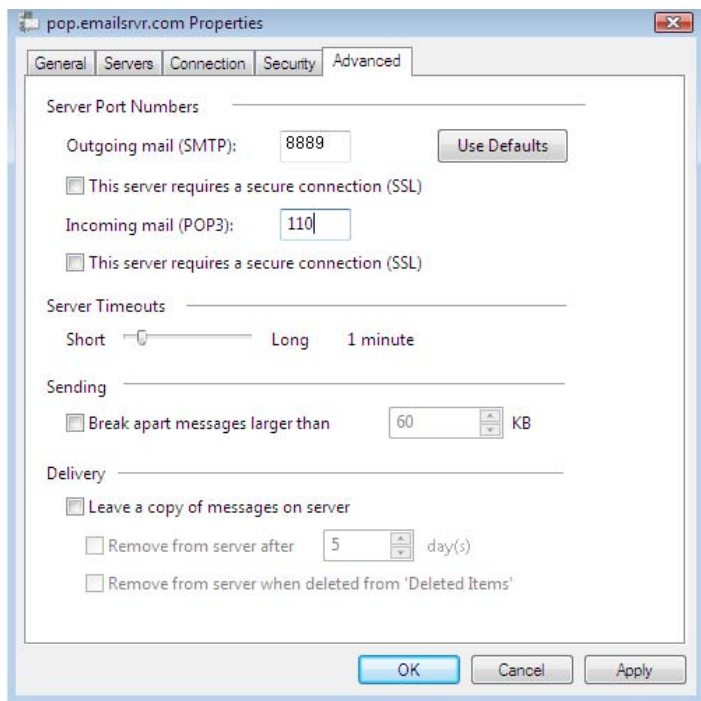 pop.emailsrvr.com Properties
General Servers Connection Security Advanced
Server Port Numbers
Outgoing mail (SMTP): 8889 Use Defaults
This server requires a secure connection (SSL)
Incoming mail (POP3): 110
This server requires a secure connection (SSL)
Server Timeouts
Short Long 1 minute
Sending
Break apart messages larger than 60 KB
Delivery
Leave a copy of messages on server
Remove from server after 5 day(s)
Remove from server when deleted from 'Deleted Items'
OK Cancel Apply